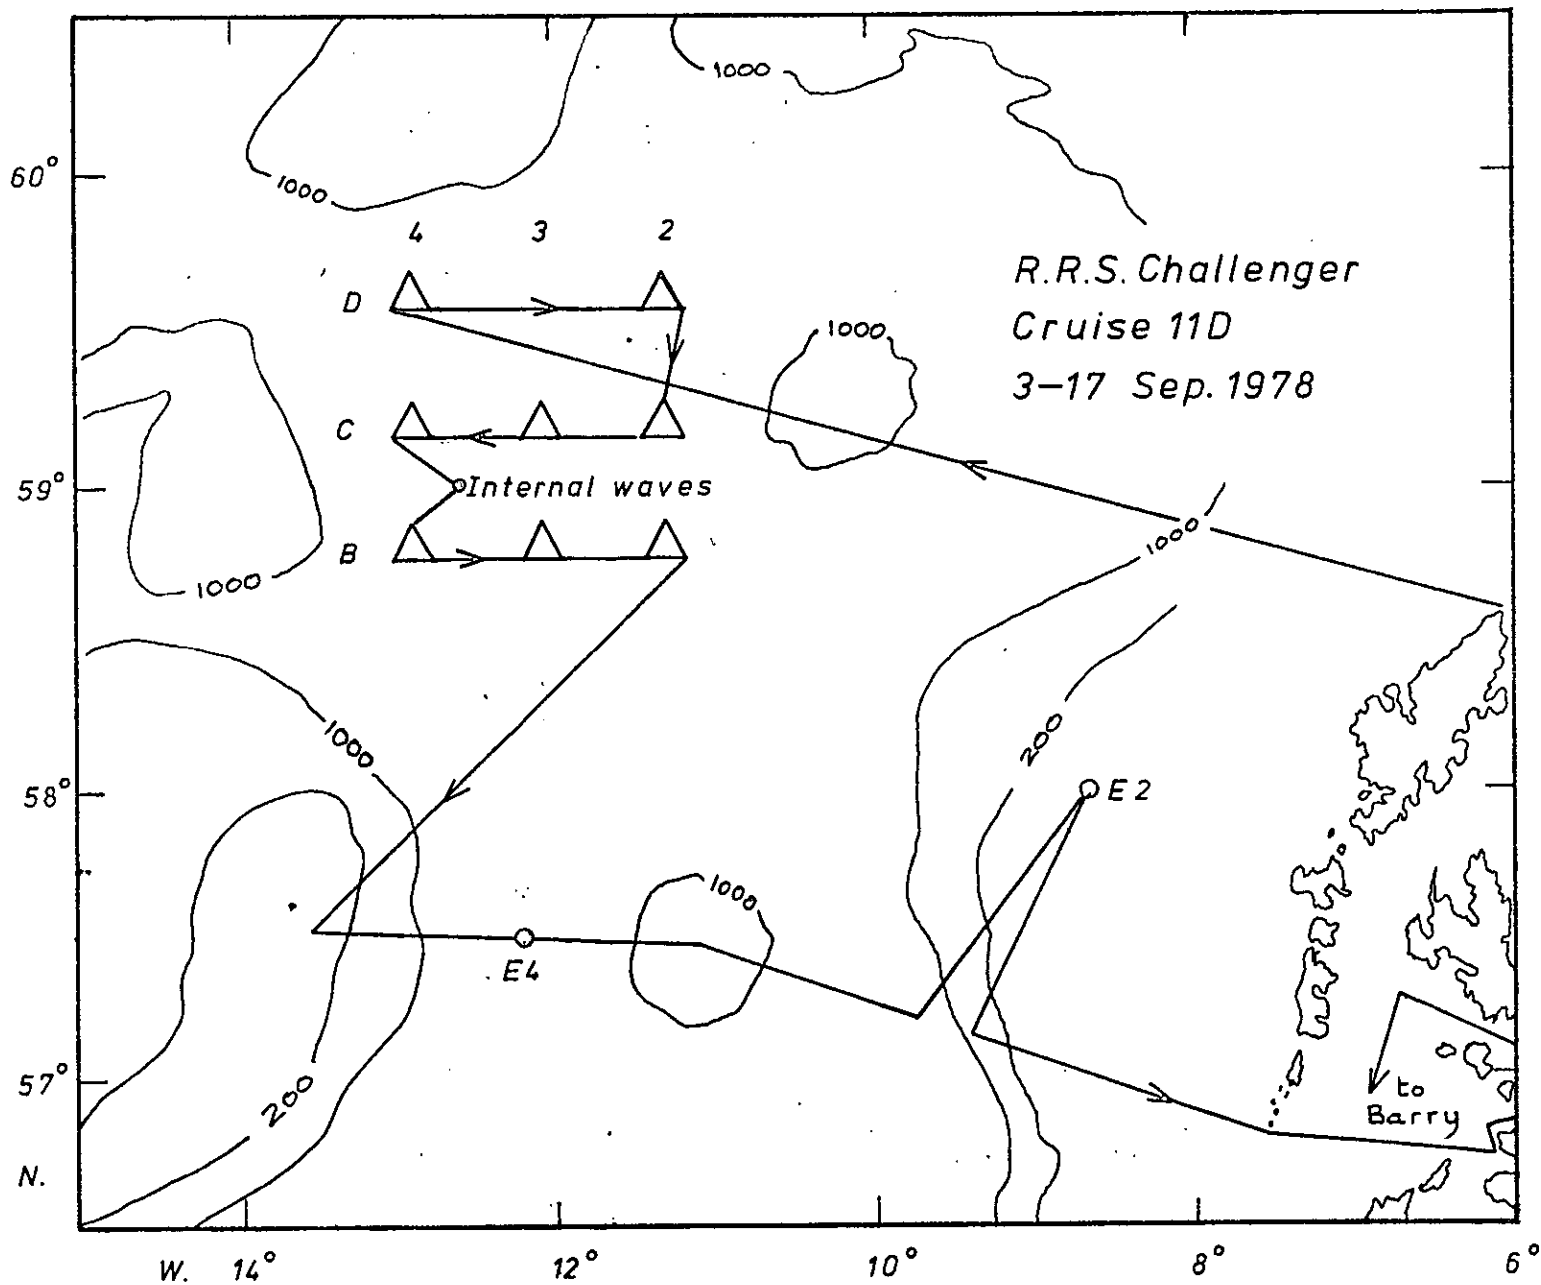 1000
1000
60°
4 3 2
R.R.S. Challenger
D
Cruise 11D
1000
3-17 Sep. 1978
C
59°
Internal waves
1000
B
1000
1000
200
58°
E2
1000
E4
57°
200
to
Barry
N.
W. 14° 12° 10° 8° 6°